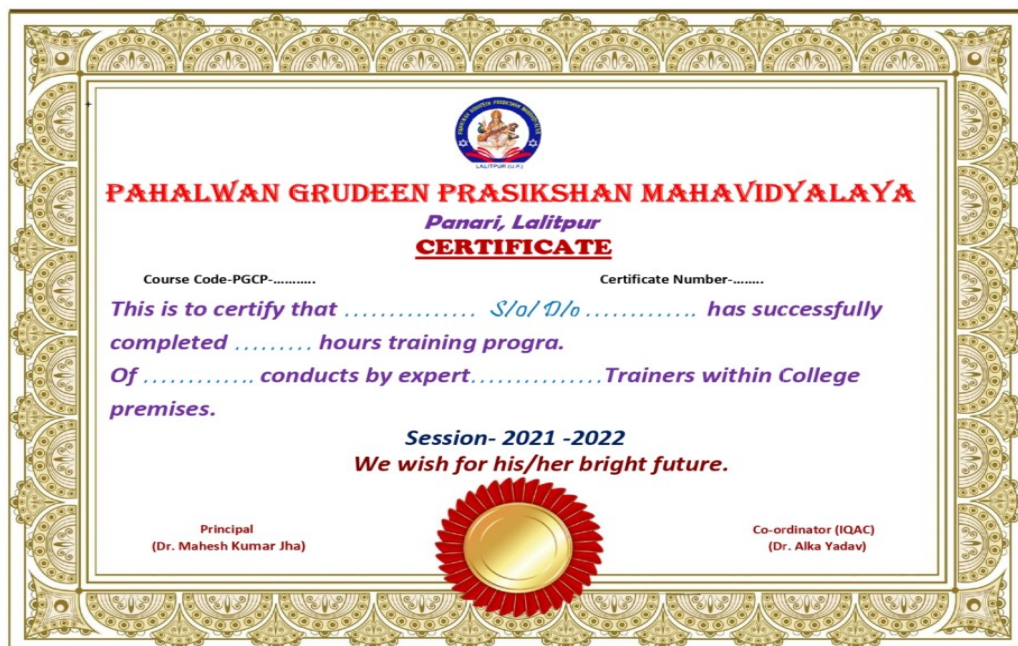 LALITPUR (U.P.)
PAHALWAN GRUDEEN PRASIKSHAN MAHAVIDYALAYA
Panari, Lalitpur
CERTIFICATE
Course Code-PGCP-........... Certificate Number-........
This is to certify that ............... S/o/ D/o ............. has successfully
completed ......... hours training progra.
Of ............. conducts by expert...............Trainers within College
premises.
Session- 2021 -2022
We wish for his/her bright future.
Principal Co-ordinator (IQAC)
(Dr. Mahesh Kumar Jha) (Dr. Alka Yadav)